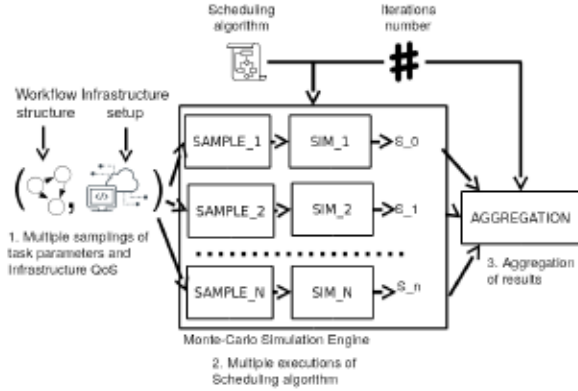 Scheduling
algorithm
Iterations
number
#
Workflow Infrastructure
structure setup
SAMPLE_1
SIM_1
S_0
SAMPLE_2
SIM_2
S_1
AGGREGATION
1. Multiple samplings of
task parameters and
Infrastructure QoS
SAMPLE_N
SIM_N
S_n
3. Aggregation
of results
Monte-Carlo Simulation Engine
2. Multiple executions of
Scheduling algorithm